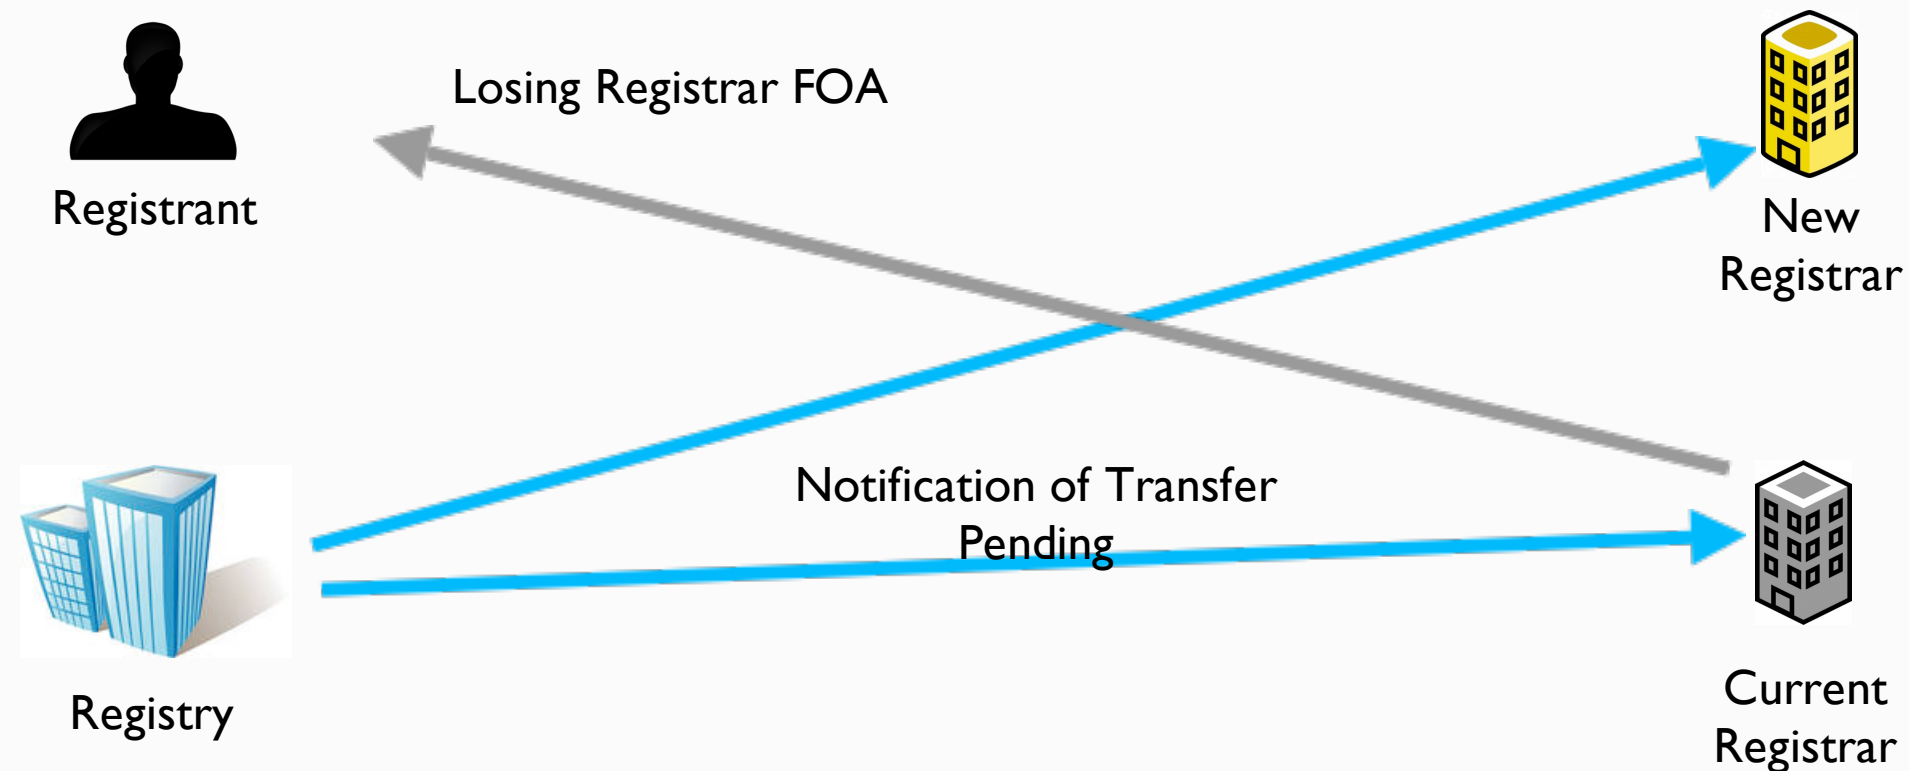 Losing Registrar FOA
Registrant
New
Registrar
Notification of Transfer
Pending
Registry
Current
Registrar